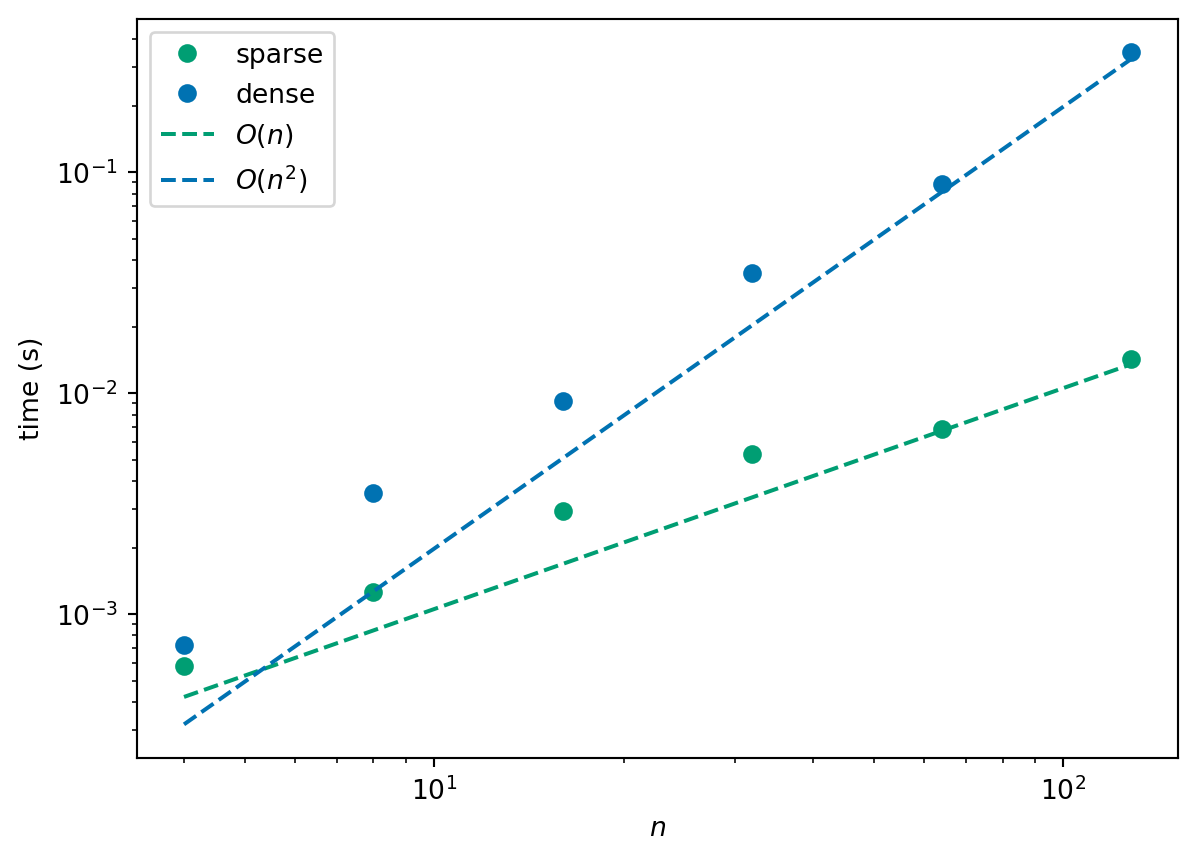 sparse
dense
O(n)
O(n²)
10⁻¹
10⁻²
10⁻³
time (s)
10¹
10²
n